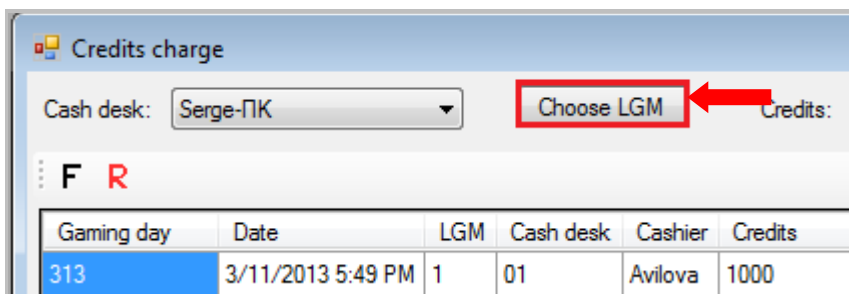 Credits charge
Cash desk: Serge-ПК Choose LGM Credits:
F R
Gaming day Date LGM Cash desk Cashier Credits
313 3/11/2013 5:49 PM 1 01 Avilova 1000